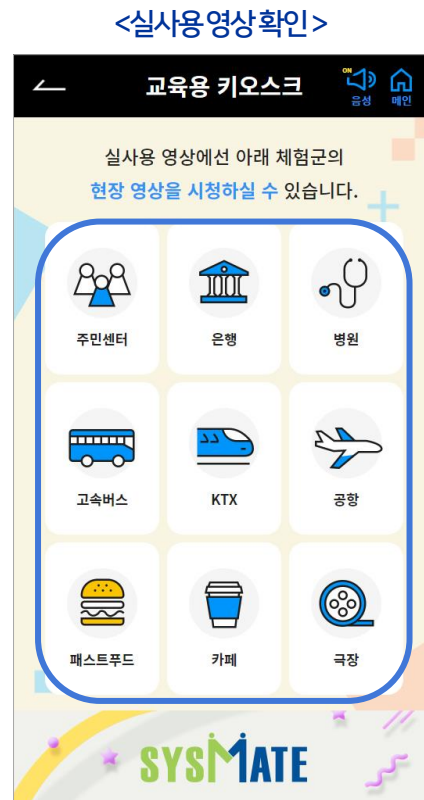 <실사용 영상 확인>
교육용 키오스크
ON
음성
메인
실사용 영상에선 아래 체험군의
현장 영상을 시청하실 수 있습니다.
주민센터
은행
병원
고속버스
KTX
공항
패스트푸드
카페
극장
SYSMATE